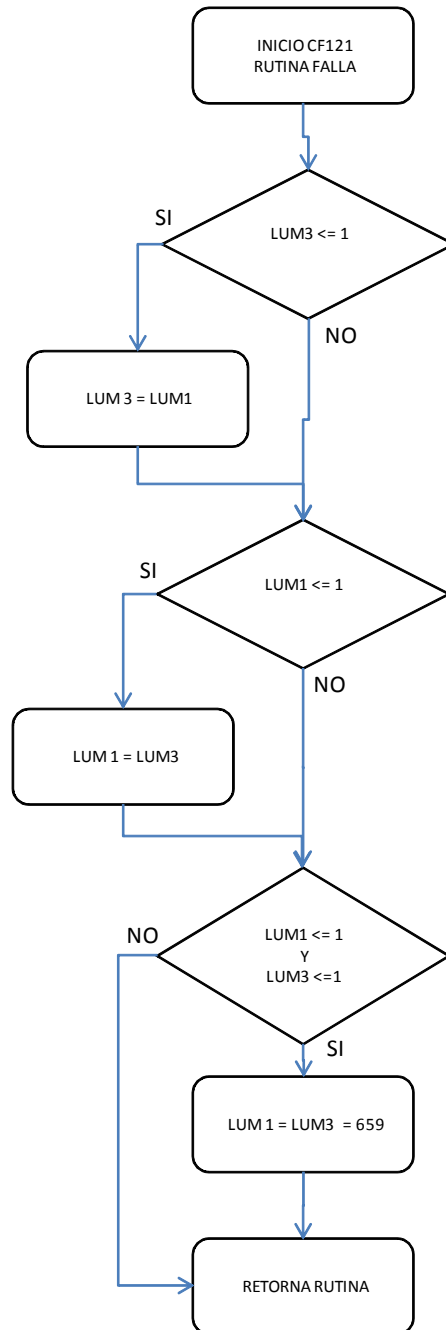 INICIO CF121
RUTINA FALLA
SI
LUM3 <= 1
NO
LUM 3 = LUM1
SI
LUM1 <= 1
NO
LUM 1 = LUM3
NO
LUM1 <= 1
Y
LUM3 <=1
SI
LUM 1 = LUM3 = 659
RETORNA RUTINA